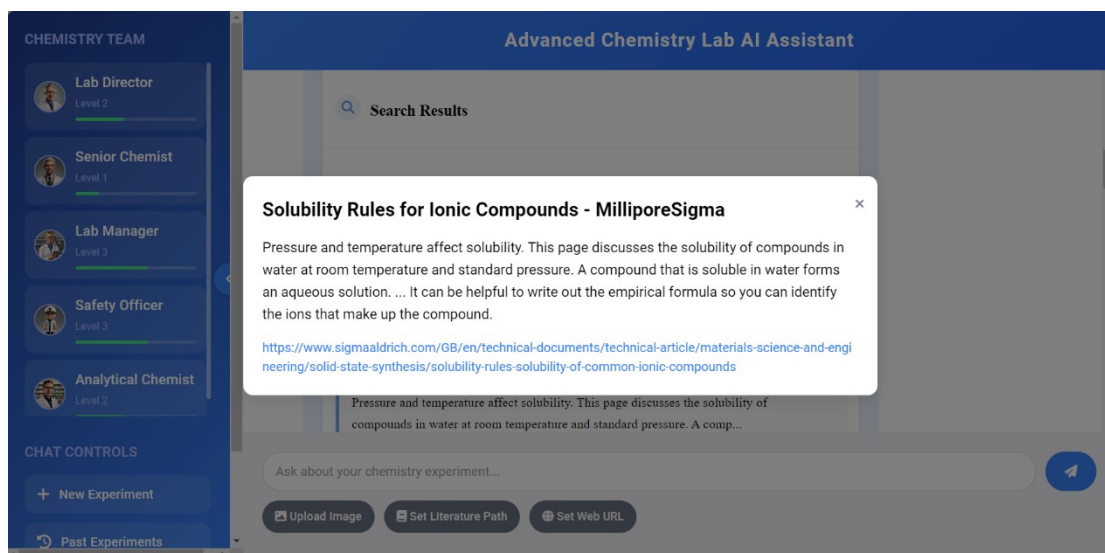 CHEMISTRY TEAM
Lab Director
Level 2
Senior Chemist
Level 1
Lab Manager
Level 3
Safety Officer
Level 3
Analytical Chemist
Level 2
CHAT CONTROLS
+ New Experiment
Past Experiments
Advanced Chemistry Lab AI Assistant
Search Results
Solubility Rules for Ionic Compounds - MilliporeSigma
×
Pressure and temperature affect solubility. This page discusses the solubility of compounds in
water at room temperature and standard pressure. A compound that is soluble in water forms
an aqueous solution. ... It can be helpful to write out the empirical formula so you can identify
the ions that make up the compound.
https://www.sigmaaldrich.com/GB/en/technical-documents/technical-article/materials-science-and-engi
neering/solid-state-synthesis/solubility-rules-solubility-of-common-ionic-compounds
Pressure and temperature affect solubility. This page discusses the solubility of
compounds in water at room temperature and standard pressure. A comp...
Ask about your chemistry experiment...
Upload Image
Set Literature Path
Set Web URL